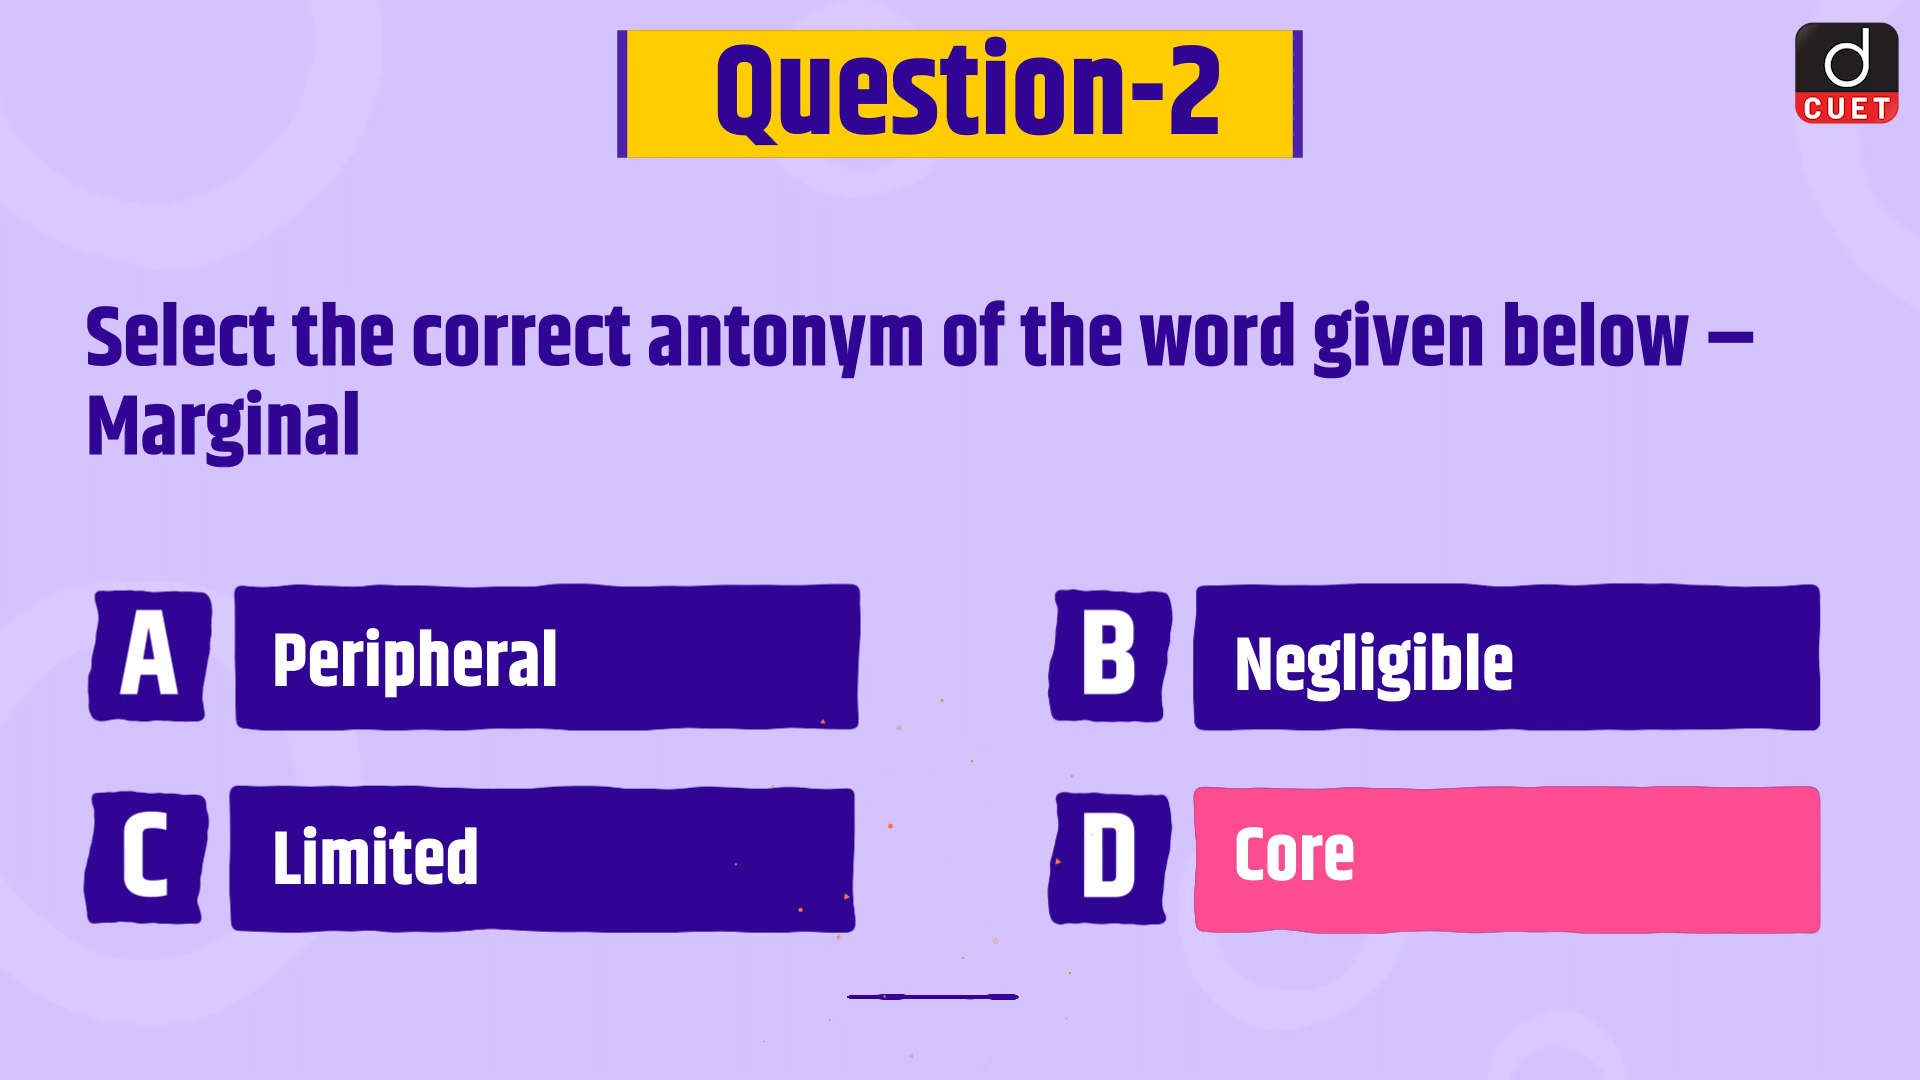 Question-2
d
CUET
Select the correct antonym of the word given below –
Marginal
A Peripheral
B Negligible
C Limited
D Core